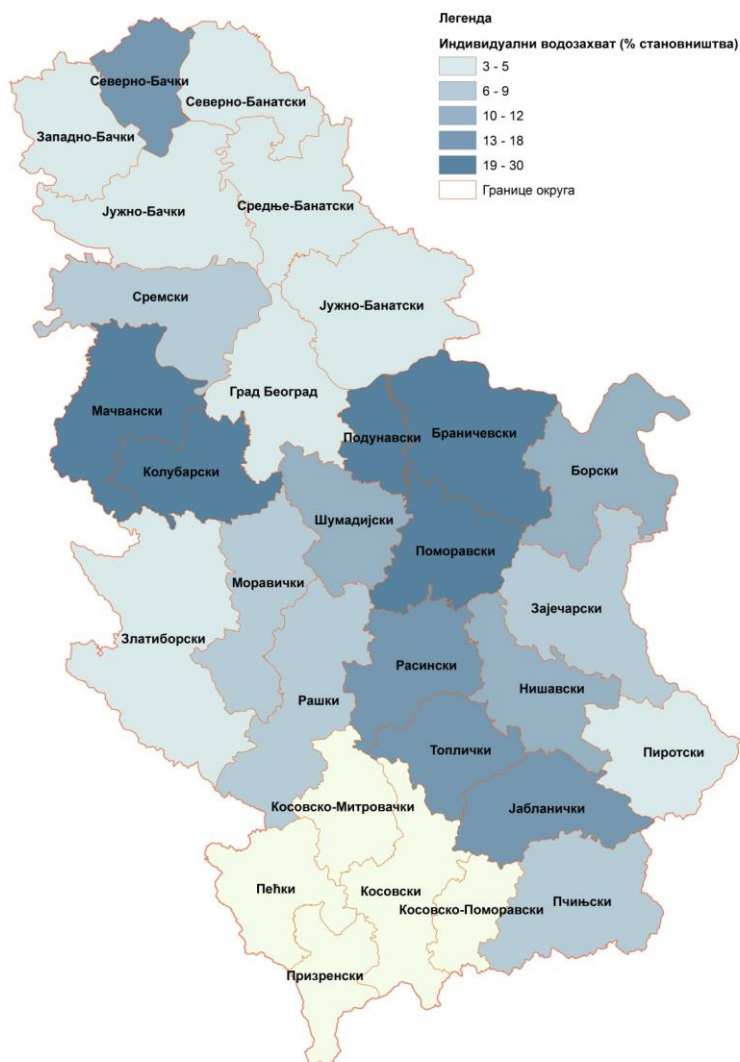 Легенда
Индивидуални водозахват (% становништва)
3 - 5
6 - 9
10 - 12
13 - 18
19 - 30
Границе округа
Северно-Бачки
Северно-Банатски
Западно-Бачки
Јужно-Бачки
Средње-Банатски
Сремски
Јужно-Банатски
Град Београд
Мачвански
Подунавски
Браничевски
Колубарски
Борски
Шумадијски
Поморавски
Моравички
Зајечарски
Златиборски
Расински
Нишавски
Рашки
Топлички
Пиротски
Косовско-Митровачки
Јабланички
Пећки
Косовски
Косовско-Поморавски
Пчињски
Призренски